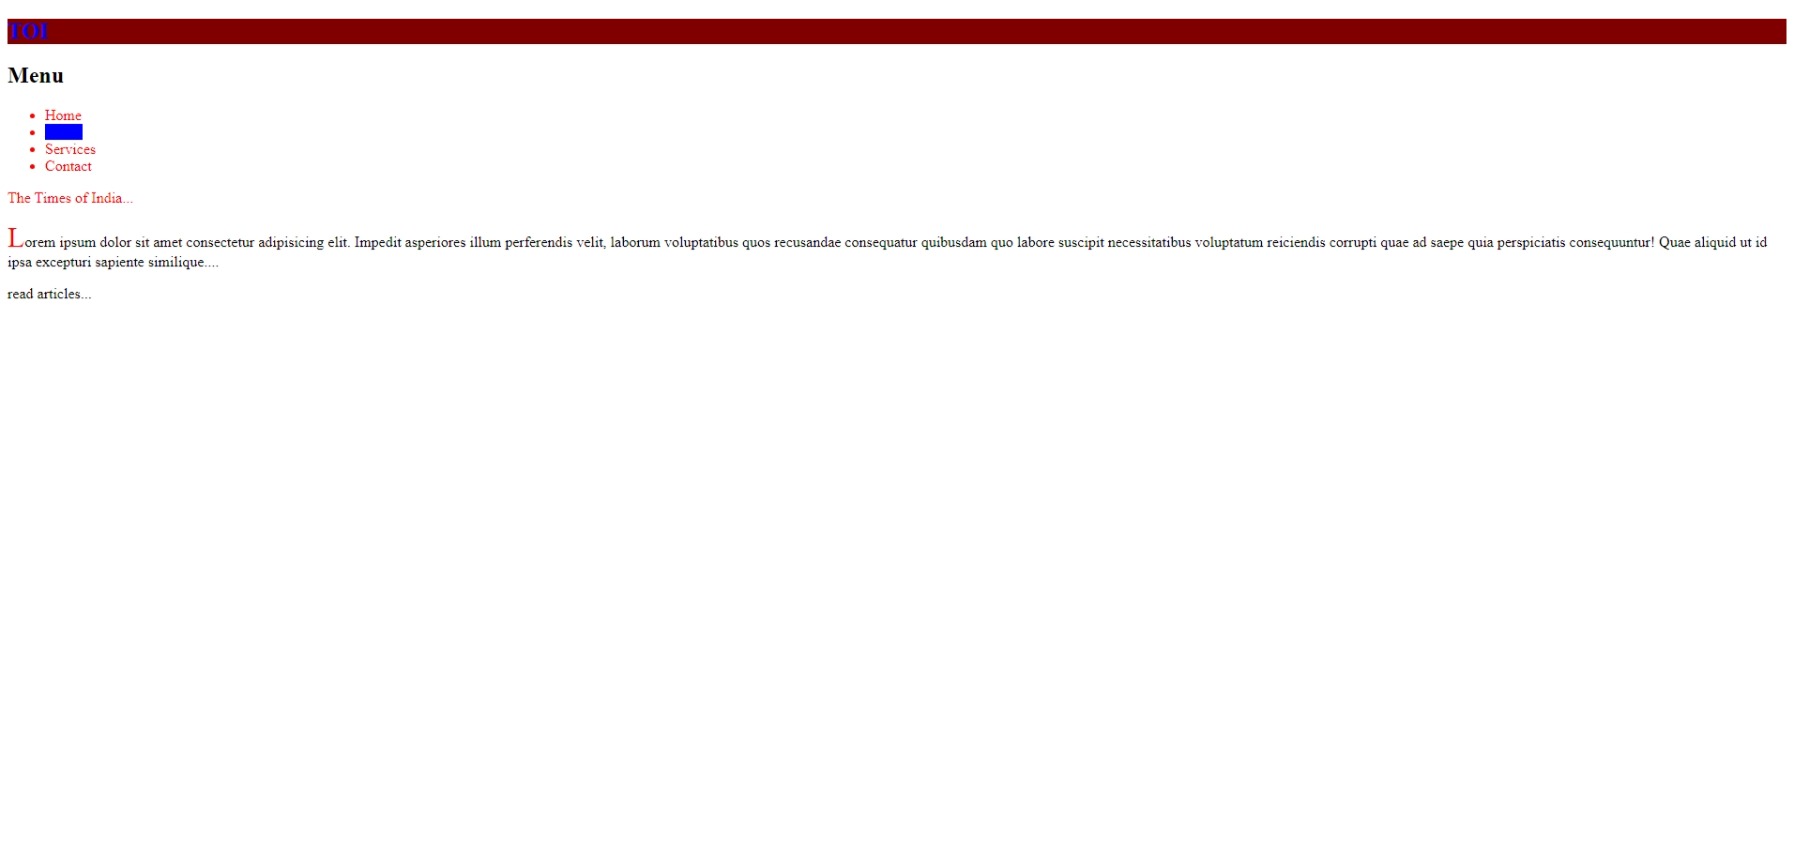 TOI
Menu
Home
Services
Contact
The Times of India...
Lorem ipsum dolor sit amet consectetur adipisicing elit. Impedit asperiores illum perferendis velit, laborum voluptatibus quos recusandae consequatur quibusdam quo labore suscipit necessitatibus voluptatum reiciendis corrupti quae ad saepe quia perspiciatis consequuntur! Quae aliquid ut id
ipsa excepturi sapiente similique....
read articles...